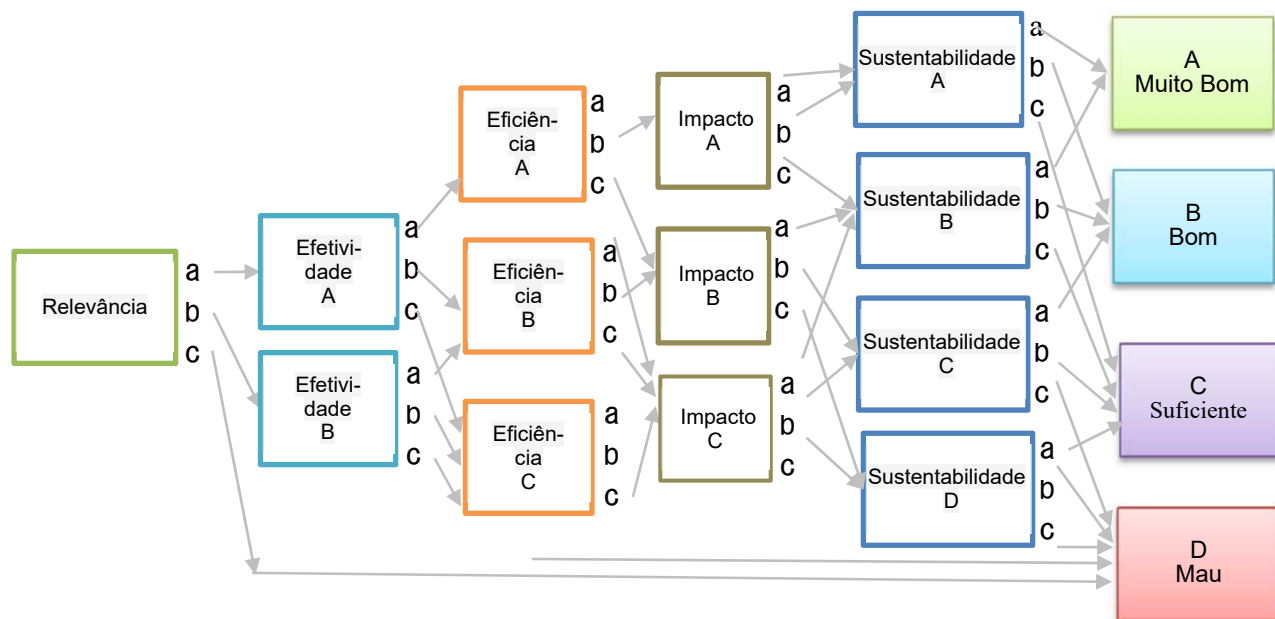 Relevância
a
b
c
Efetivi-
dade
A
a
b
c
Efetivi-
dade
B
a
b
c
Eficiên-
cia
A
a
b
c
Eficiên-
cia
B
a
b
c
Eficiên-
cia
C
a
b
c
Impacto
A
a
b
c
Impacto
B
a
b
c
Impacto
C
a
b
c
Sustentabilidade
A
a
b
c
Sustentabilidade
B
a
b
c
Sustentabilidade
C
a
b
c
Sustentabilidade
D
a
b
c
A
Muito Bom
B
Bom
C
Suficiente
D
Mau